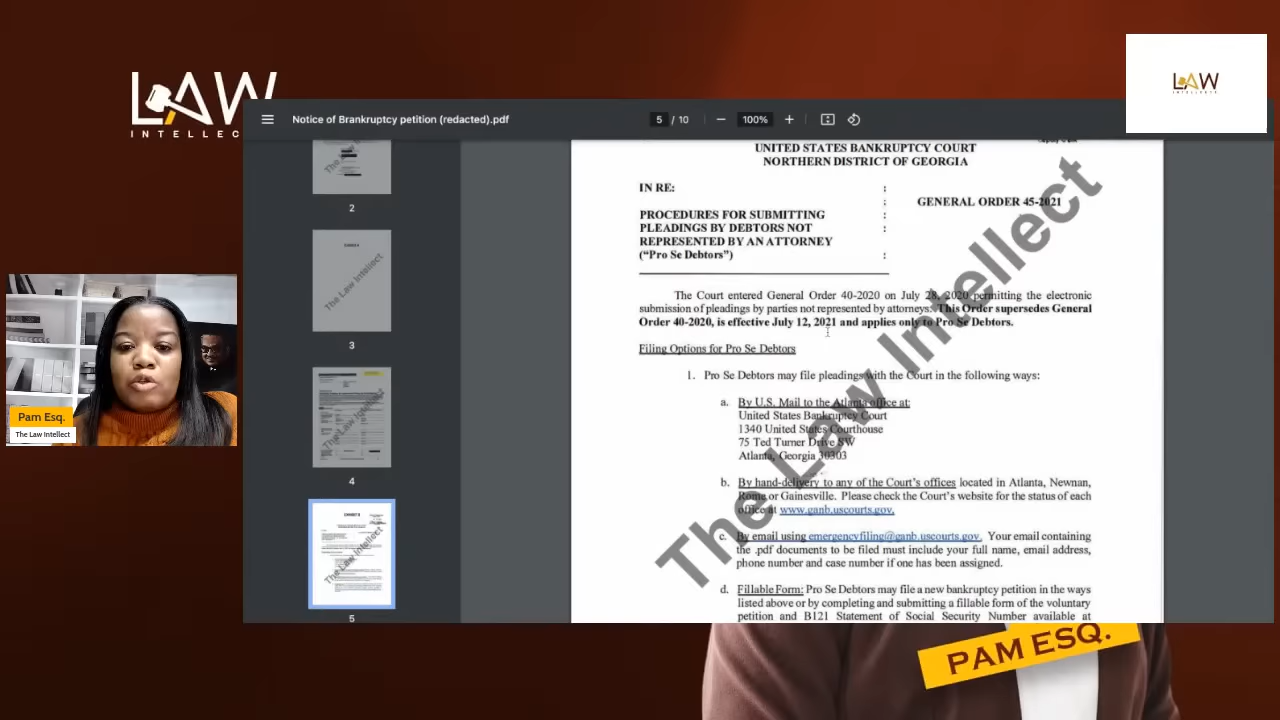 LAW
INTELLEC
LAW
INTELLECT
Notice of Brankruptcy petition (redacted).pdf
5 / 10
100%
2
3
4
5
UNITED STATES BANKRUPTCY COURT
NORTHERN DISTRICT OF GEORGIA
IN RE: :
: GENERAL ORDER 45-2021
PROCEDURES FOR SUBMITTING :
PLEADINGS BY DEBTORS NOT :
REPRESENTED BY AN ATTORNEY
(“Pro Se Debtors”) :
The Court entered General Order 40-2020 on July 28, 2020 permitting the electronic
submission of pleadings by parties not represented by attorneys. This Order supersedes General
Order 40-2020, is effective July 12, 2021 and applies only to Pro Se Debtors.
Filing Options for Pro Se Debtors
1. Pro Se Debtors may file pleadings with the Court in the following ways:
a. By U.S. Mail to the Atlanta office at:
United States Bankruptcy Court
1340 United States Courthouse
75 Ted Turner Drive SW
Atlanta, Georgia 30303
b. By hand-delivery to any of the Court’s offices located in Atlanta, Newnan,
Rome or Gainesville. Please check the Court’s website for the status of each
office at www.ganb.uscourts.gov.
c. By email using emergencyfiling@ganb.uscourts.gov. Your email containing
the .pdf documents to be filed must include your full name, email address,
phone number and case number if one has been assigned.
d. Fillable Form: Pro Se Debtors may file a new bankruptcy petition in the ways
listed above or by completing and submitting a fillable form of the voluntary
petition and B121 Statement of Social Security Number available at
The Law Intellect
The Law Intellect
The Law Intellect
The Law Intellect
Pam Esq.
The Law Intellect
PAM ESQ.